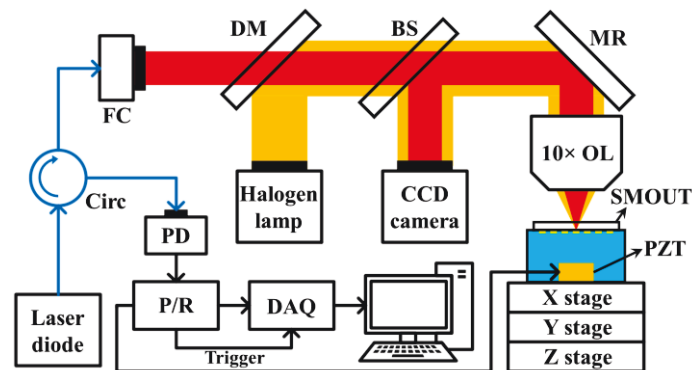 DM
BS
MR
FC
10× OL
Circ
Halogen
lamp
CCD
camera
SMOUT
PD
PZT
P/R
DAQ
Laser
diode
Trigger
X stage
Y stage
Z stage